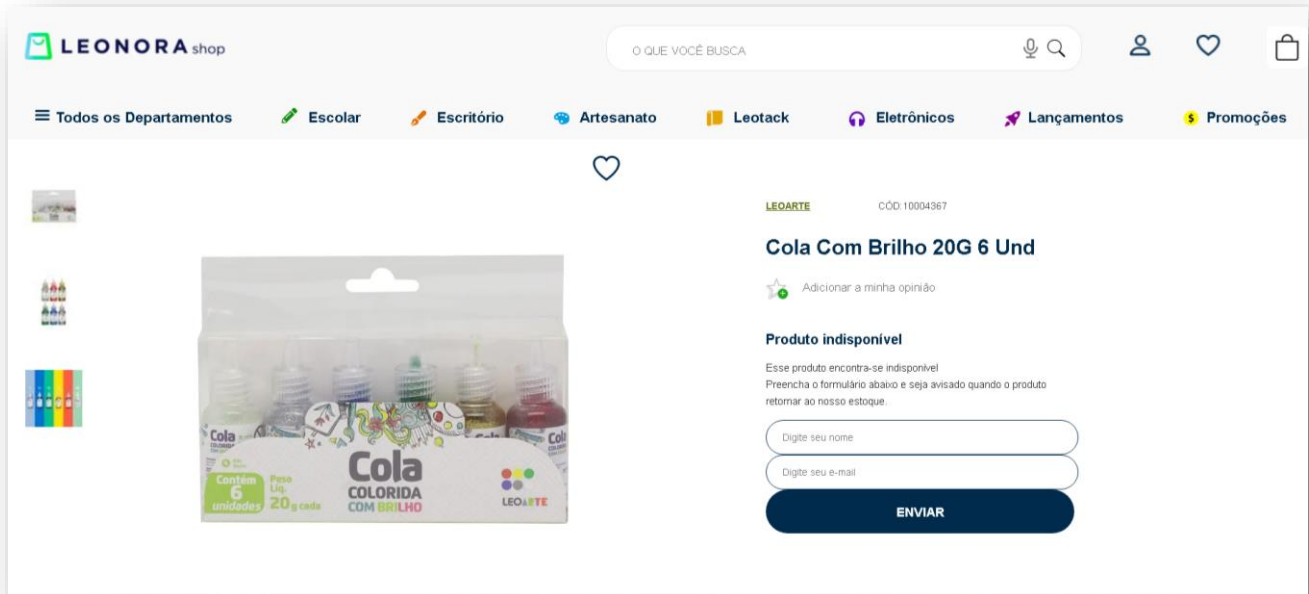 LEONORA shop
O QUE VOCÊ BUSCA
Todos os Departamentos
Escolar
Escritório
Artesanato
Leotack
Eletrônicos
Lançamentos
$ Promoções
LEOARTE
CÓD:10004367
Cola Com Brilho 20G 6 Und
Adicionar a minha opinião
Produto indisponível
Esse produto encontra-se indisponível
Preencha o formulário abaixo e seja avisado quando o produto
retornar ao nosso estoque.
Digite seu nome
Digite seu e-mail
ENVIAR
Cola
Contém
6
unidades
Peso
Liq.
20g cada
Cola
COLORIDA
COM BRILHO
LEOARTE